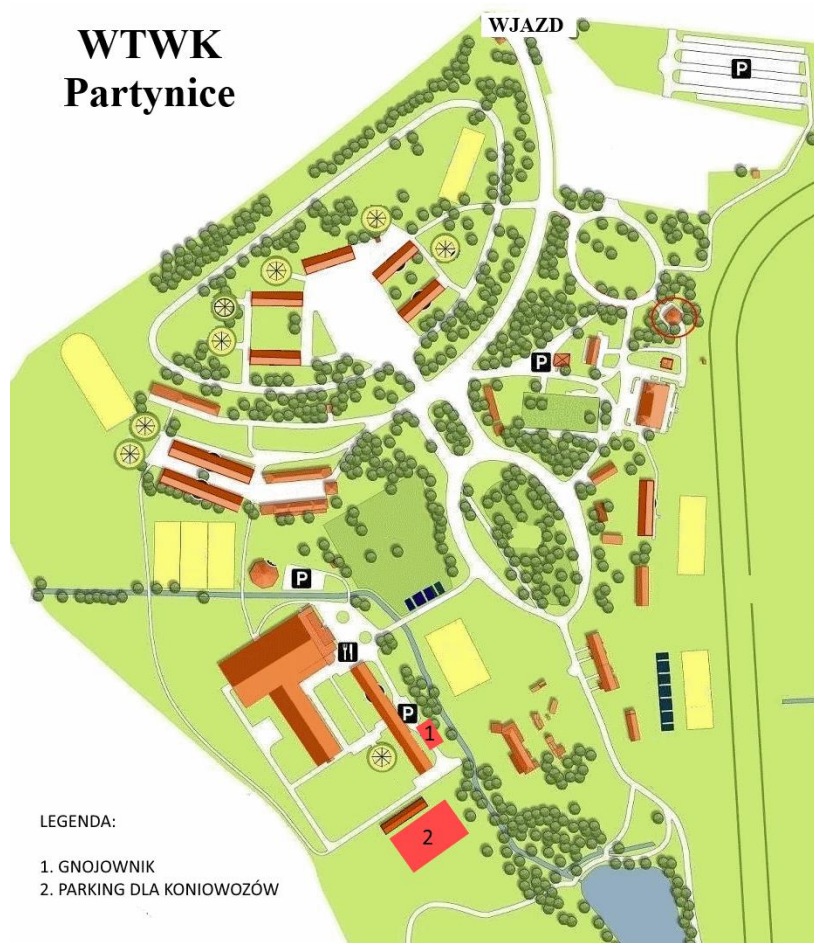 WTWK
Partynice
WJAZD
P
P
P
P
1
2
LEGENDA:
1. GNOJOWNIK
2. PARKING DLA KONIOWOZÓW